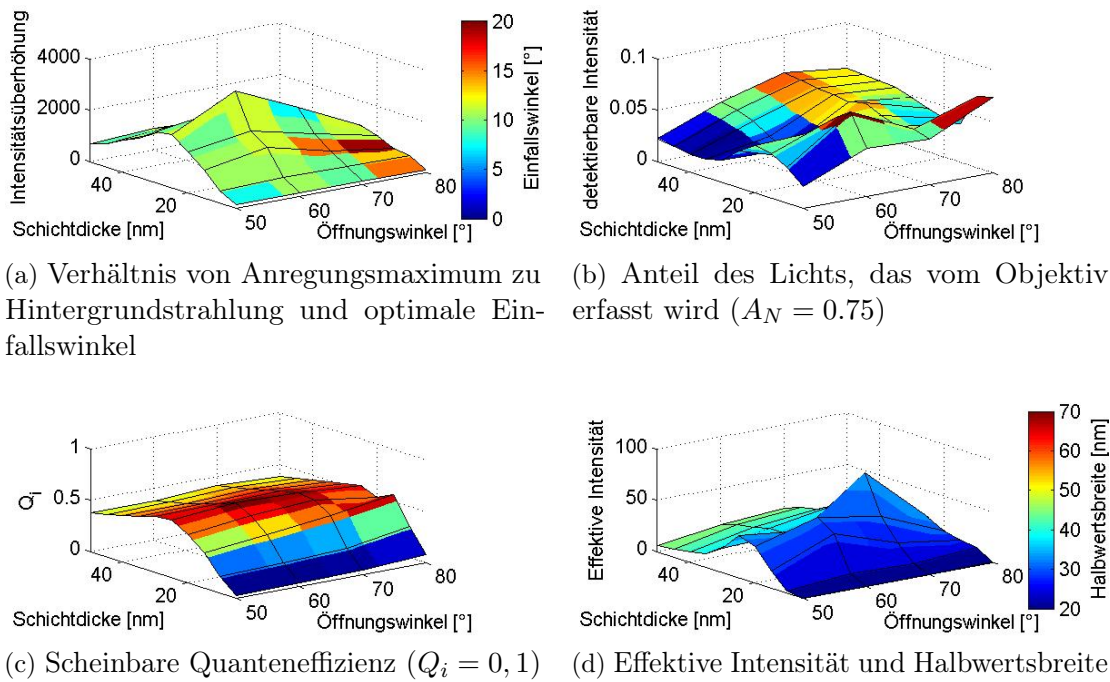 4000
2000
0
Intensitätsüberhöhung
40
20
Schichtdicke [nm]
50
60
70
80
Öffnungswinkel [°]
20
15
10
5
0
Einfallswinkel [°]
(a) Verhältnis von Anregungsmaximum zu
Hintergrundstrahlung und optimale Ein-
fallswinkel
0.1
0.05
0
detektierbare Intensität
40
20
Schichtdicke [nm]
50
60
70
80
Öffnungswinkel [°]
(b) Anteil des Lichts, das vom Objektiv
erfasst wird (A_N = 0.75)
1
0.5
0
Q_i
40
20
Schichtdicke [nm]
50
60
70
80
Öffnungswinkel [°]
(c) Scheinbare Quanteneffizienz (Q_i = 0, 1)
100
50
0
Effektive Intensität
40
20
Schichtdicke [nm]
50
60
70
80
Öffnungswinkel [°]
70
60
50
40
30
20
Halbwertsbreite [nm]
(d) Effektive Intensität und Halbwertsbreite